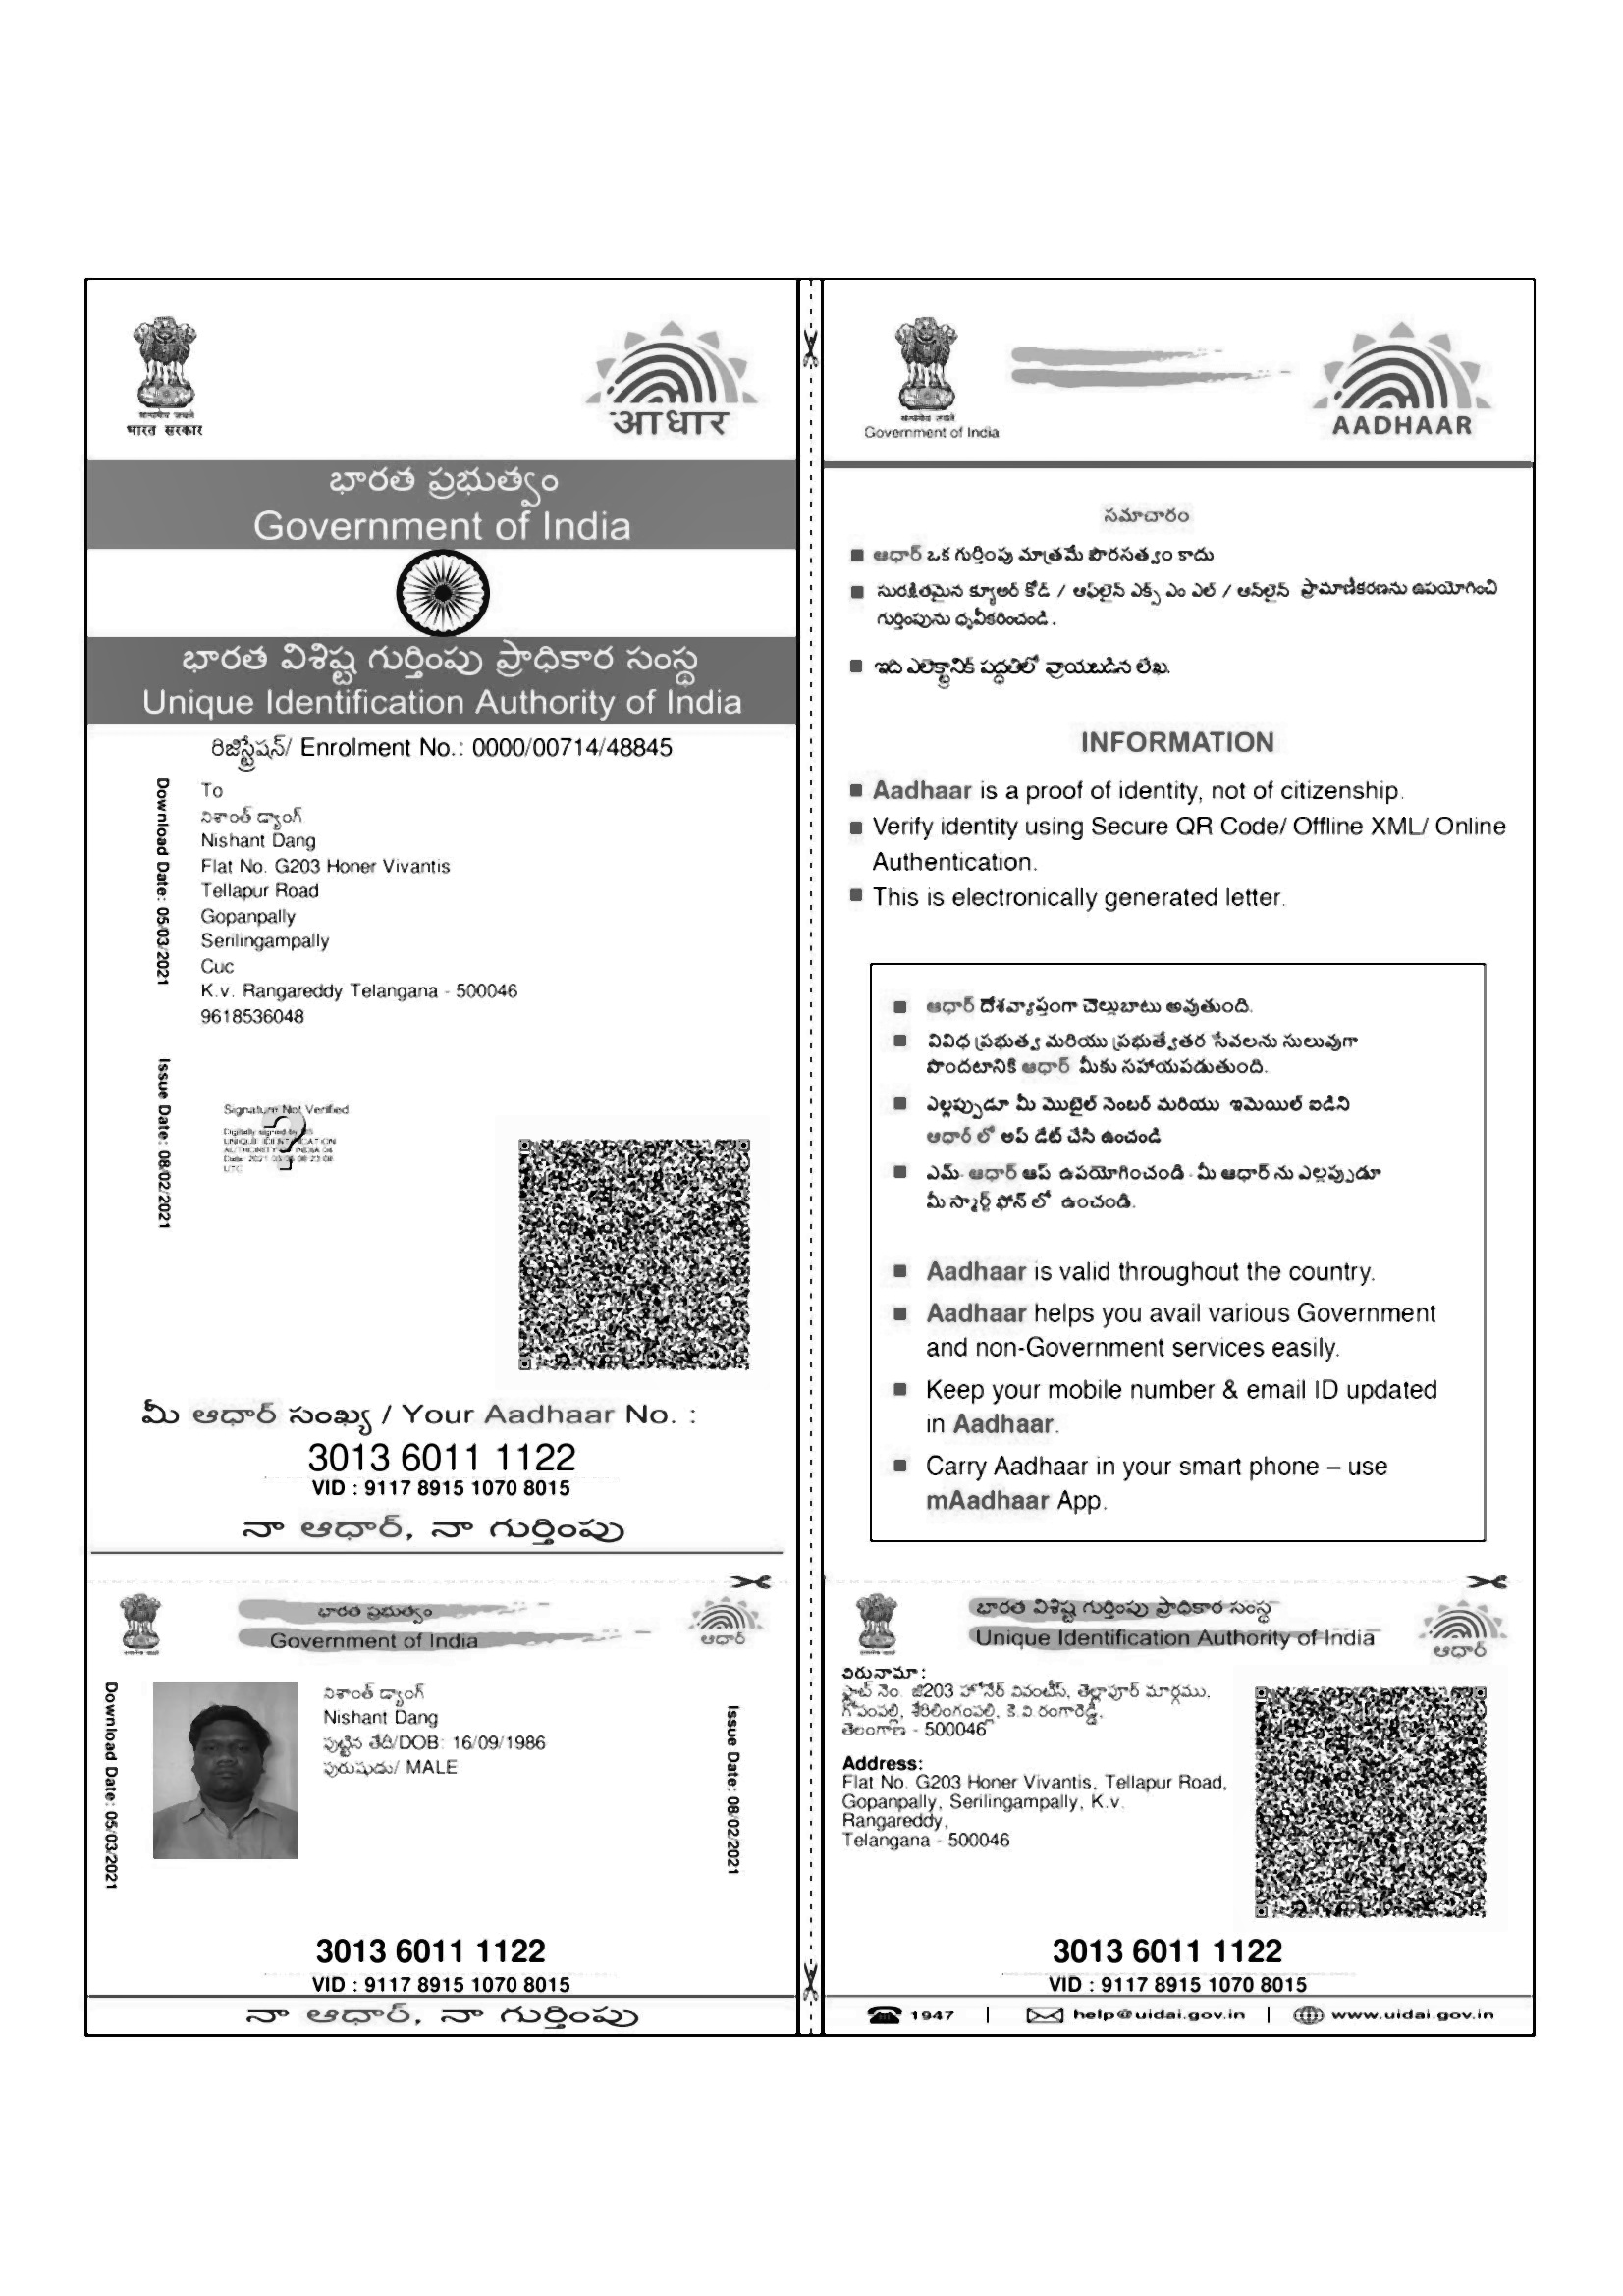 सत्यमेव जयते
भारत सरकार
आधार
భారత ప్రభుత్వం
Government of India
భారత విశిష్ట గుర్తింపు ప్రాధికార సంస్థ
Unique Identification Authority of India
రిజిస్ట్రేషన్/ Enrolment No.: 0000/00714/48845
Download Date: 05/03/2021
To
నిశాంత్ డ్యాంగ్
Nishant Dang
Flat No. G203 Honer Vivantis
Tellapur Road
Gopanpally
Serilingampally
Cuc
K.v. Rangareddy Telangana - 500046
9618536048
Issue Date: 08/02/2021
Signature Not Verified
Digitally signed by DS
UNIQUE IDENTIFICATION
AUTHORITY OF INDIA 04
UTC
మీ ఆధార్ సంఖ్య / Your Aadhaar No. :
3013 6011 1122
VID : 9117 8915 1070 8015
నా ఆధార్, నా గుర్తింపు
భారత ప్రభుత్వం
Government of India
ఆధార్
Download Date: 05/03/2021
నిశాంత్ డ్యాంగ్
Nishant Dang
పుట్టిన తేదీ/DOB: 16/09/1986
పురుషుడు/ MALE
Issue Date: 08/02/2021
3013 6011 1122
VID : 9117 8915 1070 8015
నా ఆధార్, నా గుర్తింపు
सत्यमेव जयते
Government of India
AADHAAR
సమాచారం
ఆధార్ ఒక గుర్తింపు మాత్రమే పౌరసత్వం కాదు
సురక్షితమైన క్యూఆర్ కోడ్ / ఆఫ్‌లైన్ ఎక్స్ ఎం ఎల్ / ఆన్‌లైన్ ప్రామాణికరణను ఉపయోగించి
గుర్తింపును ధృవీకరించండి.
ఇది ఎలెక్ట్రానిక్ పద్ధతిలో వ్రాయబడిన లేఖ.
INFORMATION
Aadhaar is a proof of identity, not of citizenship.
Verify identity using Secure QR Code/ Offline XML/ Online
Authentication.
This is electronically generated letter.
ఆధార్ దేశవ్యాప్తంగా చెల్లుబాటు అవుతుంది.
వివిధ ప్రభుత్వ మరియు ప్రభుత్వేతర సేవలను సులువుగా
పొందటానికి ఆధార్ మీకు సహాయపడుతుంది.
ఎల్లప్పుడూ మీ మొబైల్ నెంబర్ మరియు ఇమెయిల్ ఐడిని
ఆధార్ లో అప్ డేట్ చేసి ఉంచండి
ఎమ్- ఆధార్ ఆప్ ఉపయోగించండి - మీ ఆధార్ ను ఎల్లప్పుడూ
మీ స్మార్ట్ ఫోన్ లో ఉంచండి.
Aadhaar is valid throughout the country.
Aadhaar helps you avail various Government
and non-Government services easily.
Keep your mobile number & email ID updated
in Aadhaar.
Carry Aadhaar in your smart phone – use
mAadhaar App.
భారత విశిష్ట గుర్తింపు ప్రాధికార సంస్థ
Unique Identification Authority of India
ఆధార్
చిరునామా:
ఫ్లాట్ నెం. జి203 హానేర్ వివంటీస్, తెల్లాపూర్ మార్గము,
గోపంపల్లి, శేరిలింగంపల్లి, కె.వి.రంగారెడ్డి,
తెలంగాణ - 500046
Address:
Flat No. G203 Honer Vivantis, Tellapur Road,
Gopanpally, Serilingampally, K.v.
Rangareddy,
Telangana - 500046
3013 6011 1122
VID : 9117 8915 1070 8015
1947 | help@uidai.gov.in | www.uidai.gov.in